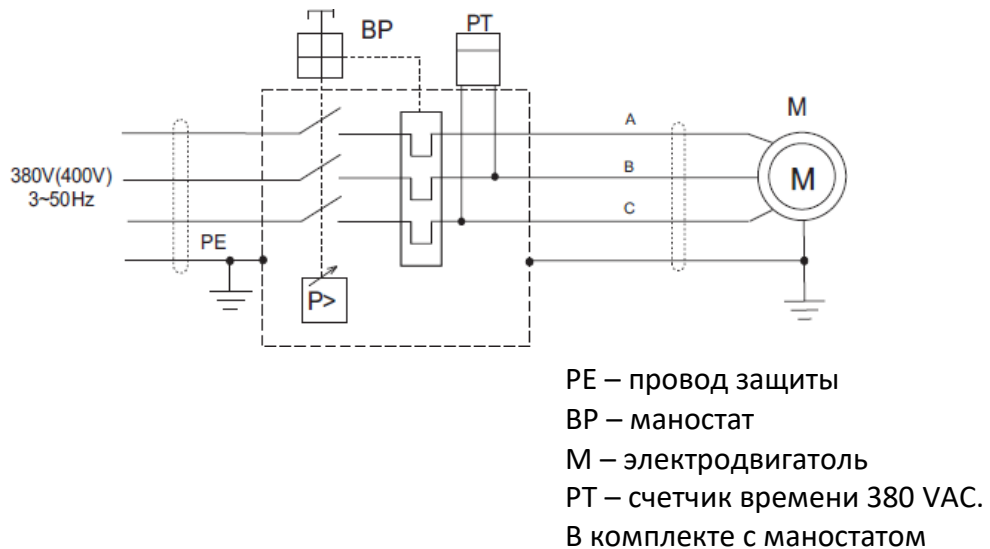 BP
PT
A
M
380V(400V)
B
M
3~50Hz
C
PE
P>
PE – провод защиты
BP – маностат
M – электродвигатоль
PT – счетчик времени 380 VAC.
В комплекте с маностатом